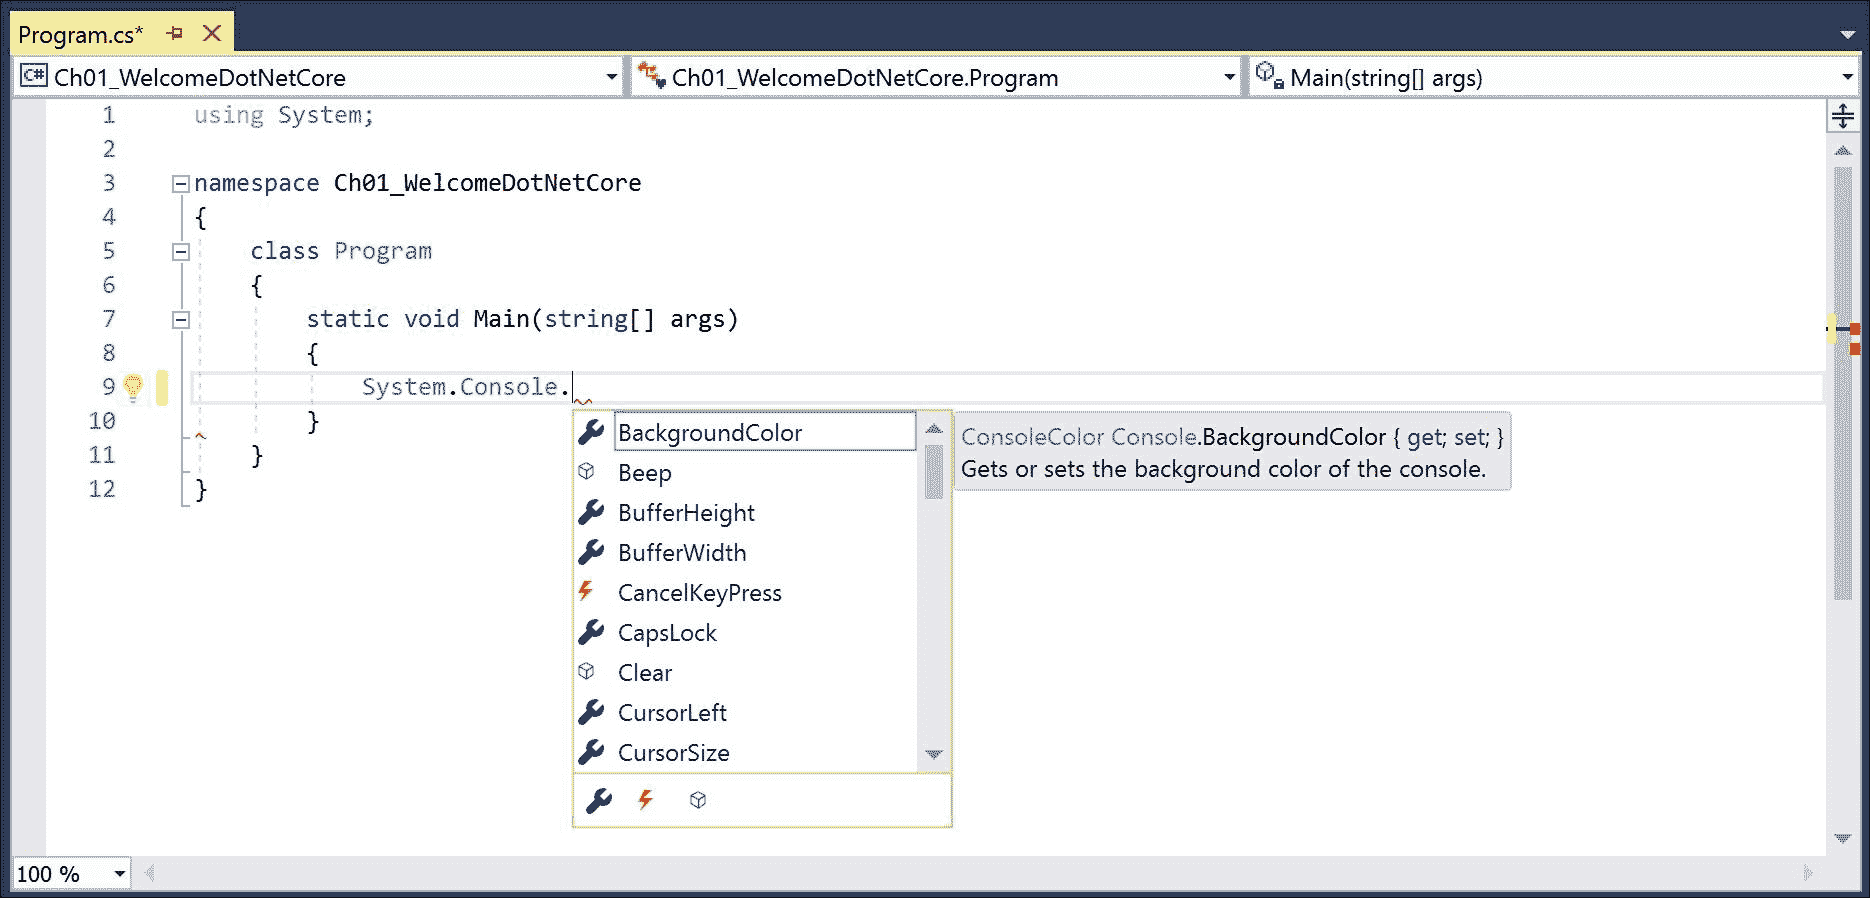 Program.cs*
C# Ch01_WelcomeDotNetCore Ch01_WelcomeDotNetCore.Program Main(string[] args)
1 using System;
2
3 namespace Ch01_WelcomeDotNetCore
4 {
5 class Program
6 {
7 static void Main(string[] args)
8 {
9 System.Console.
10 }
11 }
12 }
BackgroundColor
Beep
BufferHeight
BufferWidth
CancelKeyPress
CapsLock
Clear
CursorLeft
CursorSize
ConsoleColor Console.BackgroundColor { get; set; }
Gets or sets the background color of the console.
100 %